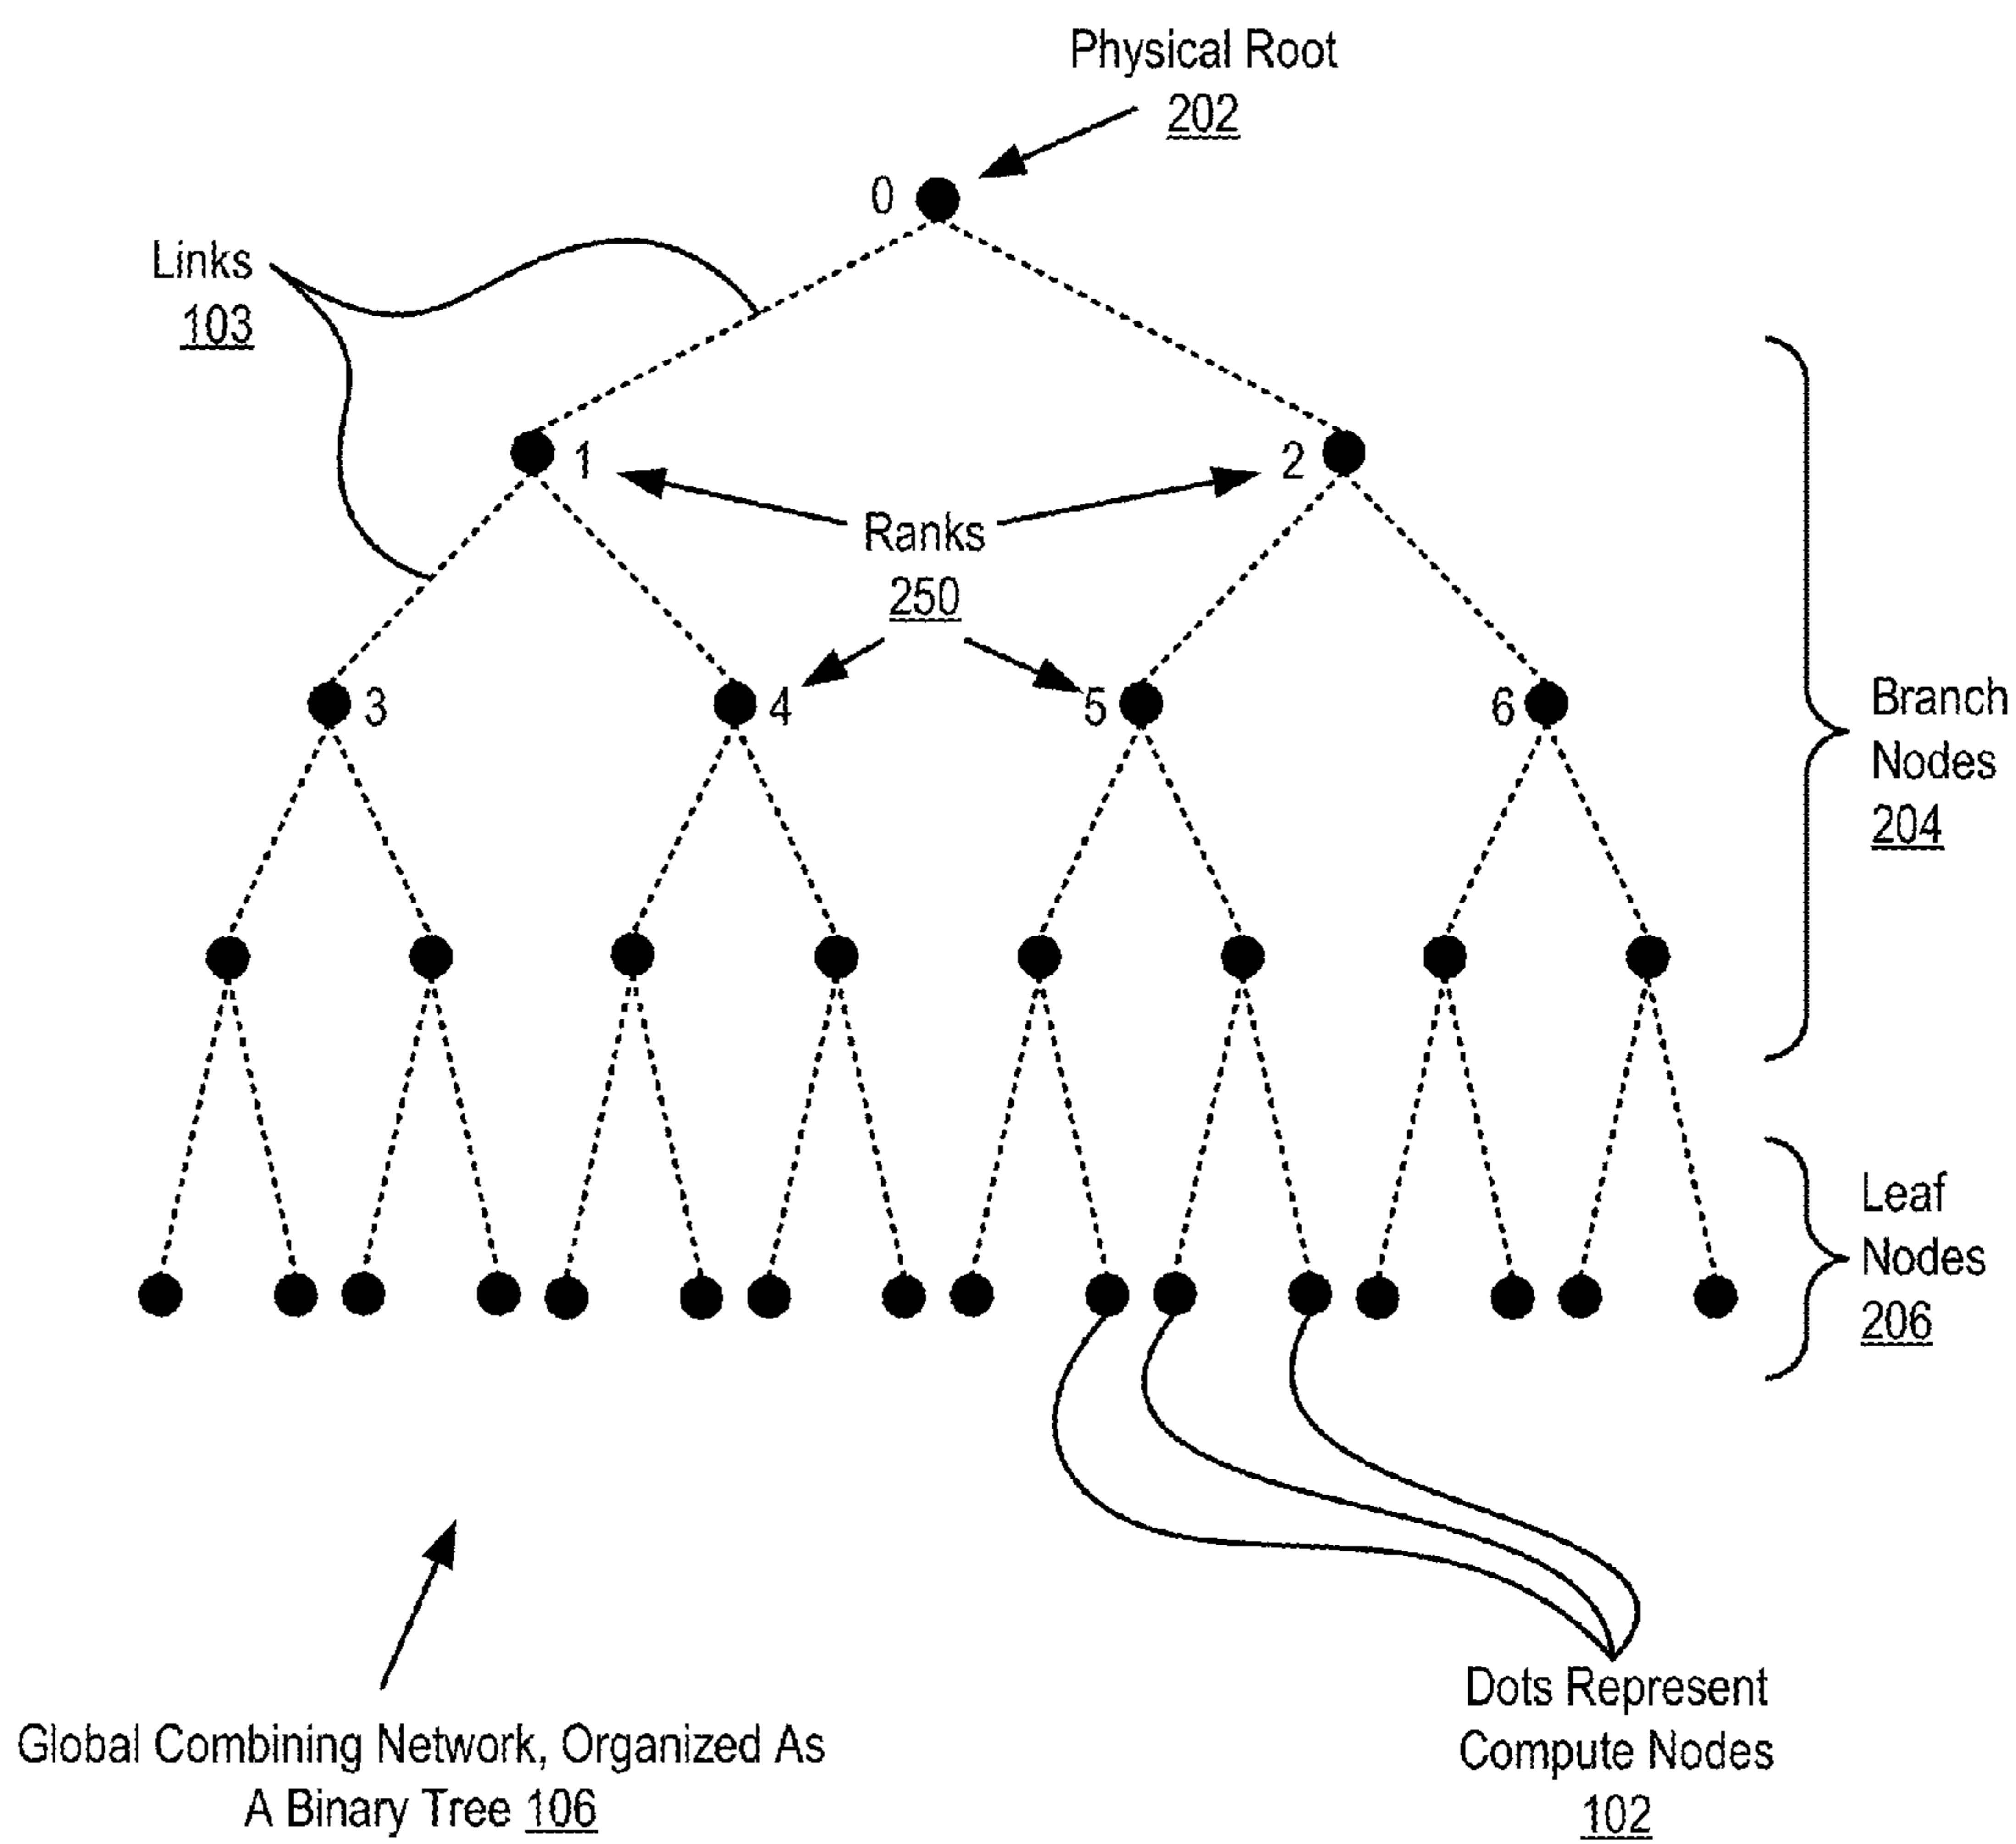 Physical Root
202
0
Links
103
1
2
Ranks
250
3
4
5
6
Branch
Nodes
204
Leaf
Nodes
206
Dots Represent
Compute Nodes
102
Global Combining Network, Organized As
A Binary Tree 106